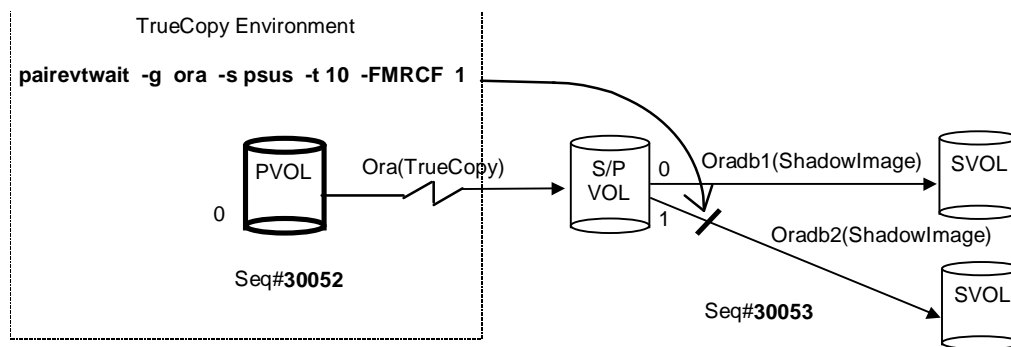 TrueCopy Environment
pairevtwait -g ora -s psus -t 10 -FMRCF 1
PVOL
0
Ora(TrueCopy)
S/P
VOL
0
1
Oradb1(ShadowImage)
SVOL
Oradb2(ShadowImage)
SVOL
Seq#30052
Seq#30053